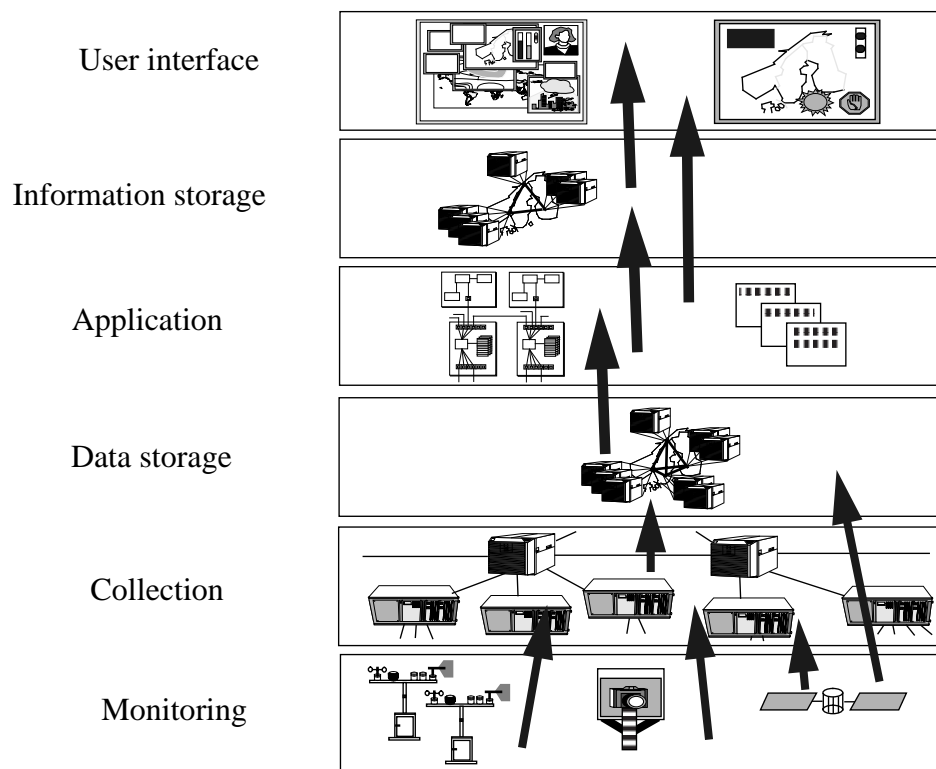 User interface
Information storage
Application
Data storage
Collection
Monitoring